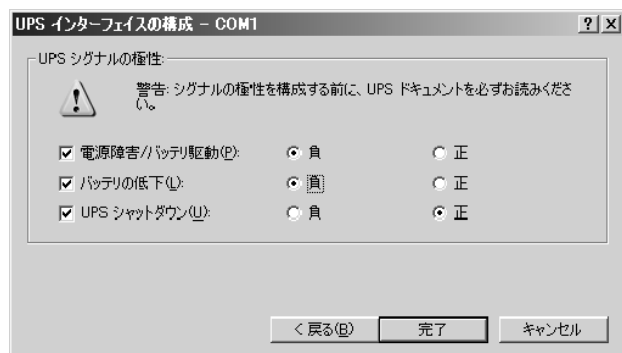 UPS インターフェイスの構成 - COM1
UPS シグナルの極性:
警告: シグナルの極性を構成する前に、UPS ドキュメントを必ずお読みくださ
い。
電源障害/バッテリ駆動(P): 負 正
バッテリの低下(L): 負 正
UPS シャットダウン(U): 負 正
< 戻る(B) 完了 キャンセル